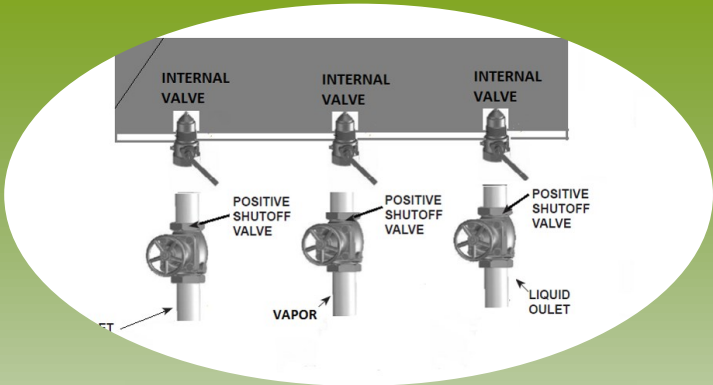 INTERNAL
VALVE
INTERNAL
VALVE
INTERNAL
VALVE
POSITIVE
SHUTOFF
VALVE
POSITIVE
SHUTOFF
VALVE
POSITIVE
SHUTOFF
VALVE
VAPOR
LIQUID
OULET